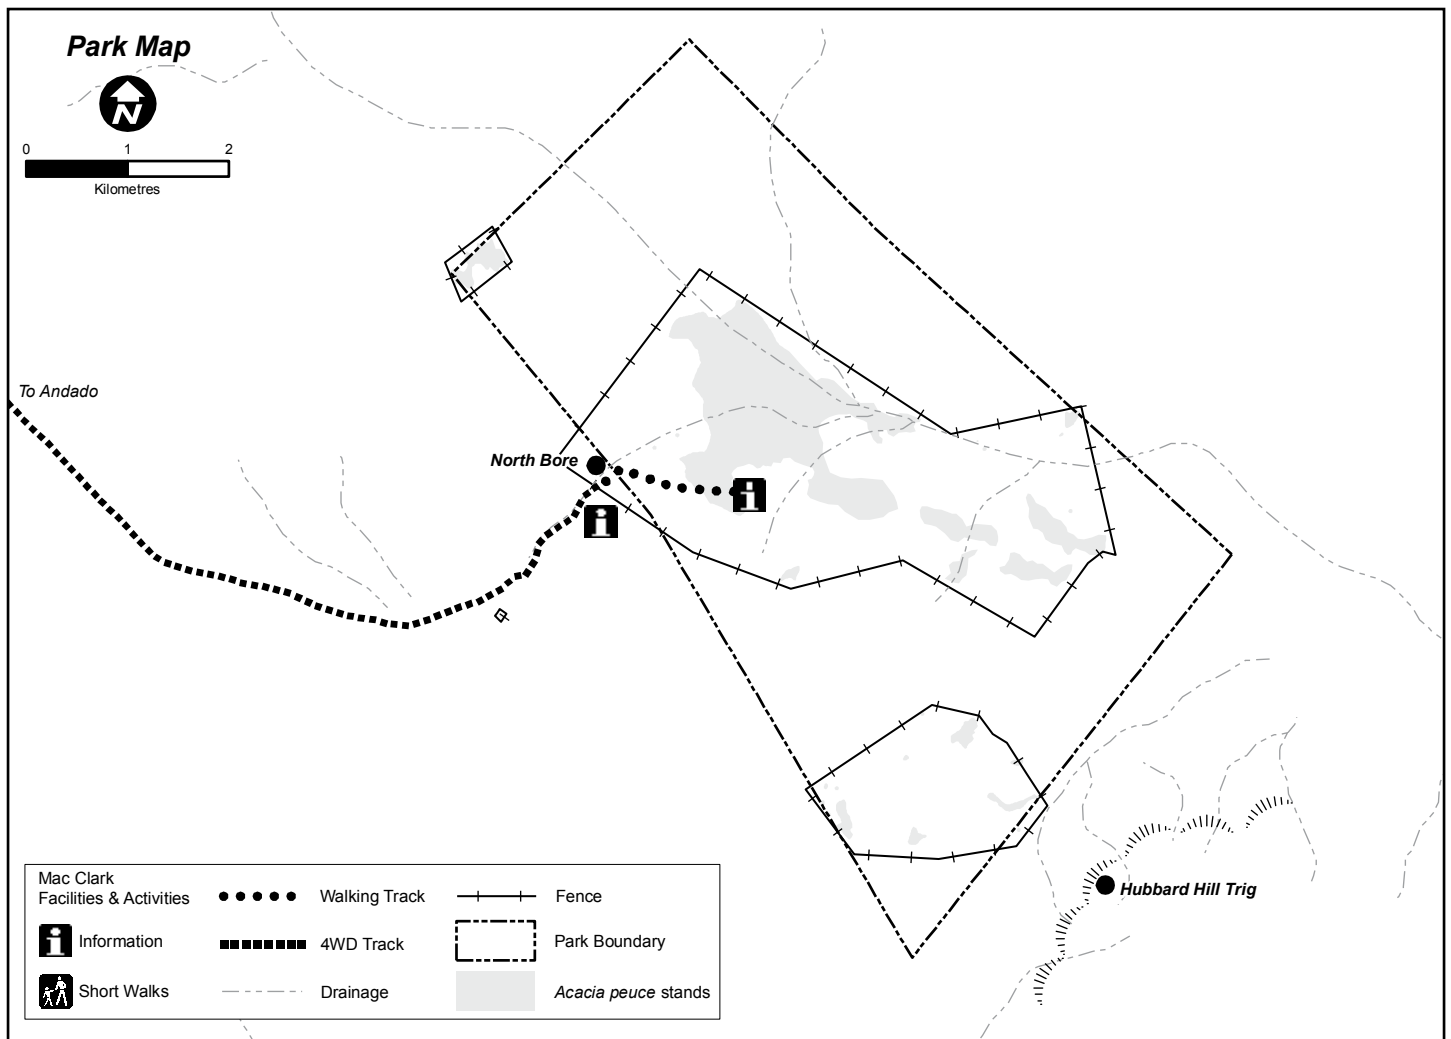 Park Map
N
0 1 2
Kilometres
To Andado
North Bore
Hubbard Hill Trig
Mac Clark
Facilities & Activities
Information
Short Walks
Walking Track
4WD Track
Drainage
Fence
Park Boundary
Acacia peuce stands